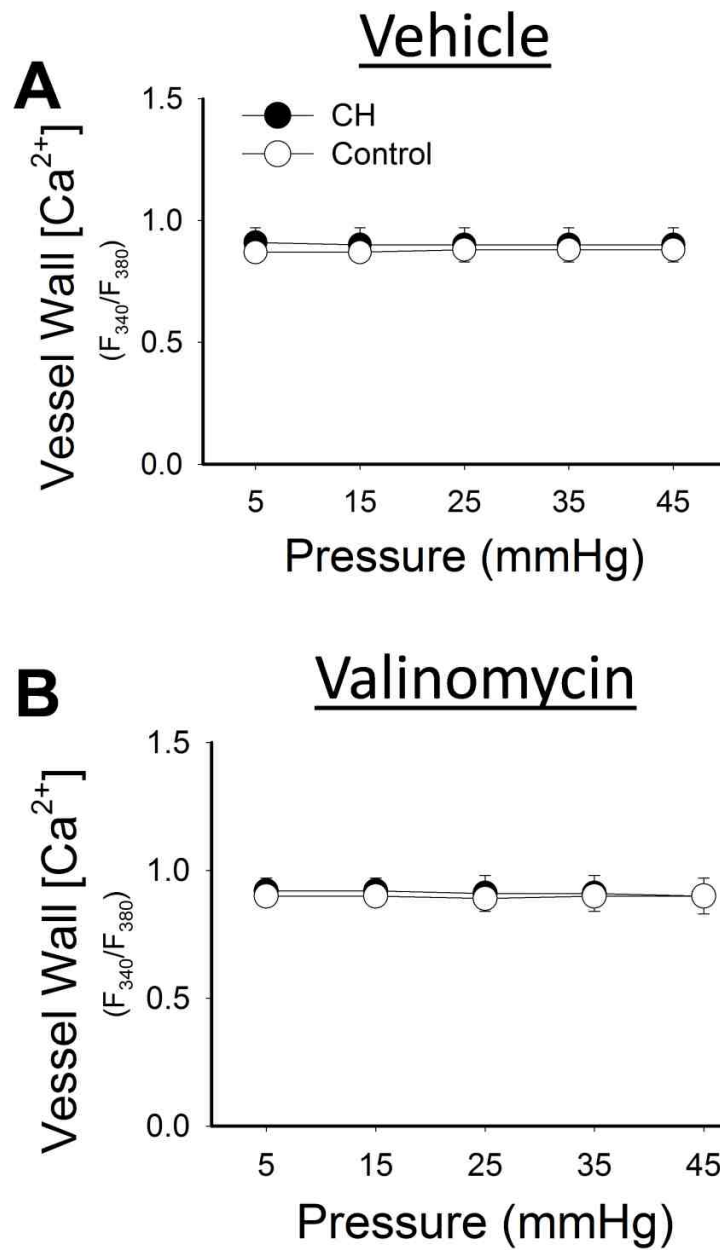 Vehicle
A
1.5
1.0
0.5
0.0
Vessel Wall [Ca²⁺]
(F₃₄₀/F₃₈₀)
CH
Control
5 15 25 35 45
Pressure (mmHg)
B
Valinomycin
1.5
1.0
0.5
0.0
Vessel Wall [Ca²⁺]
(F₃₄₀/F₃₈₀)
5 15 25 35 45
Pressure (mmHg)